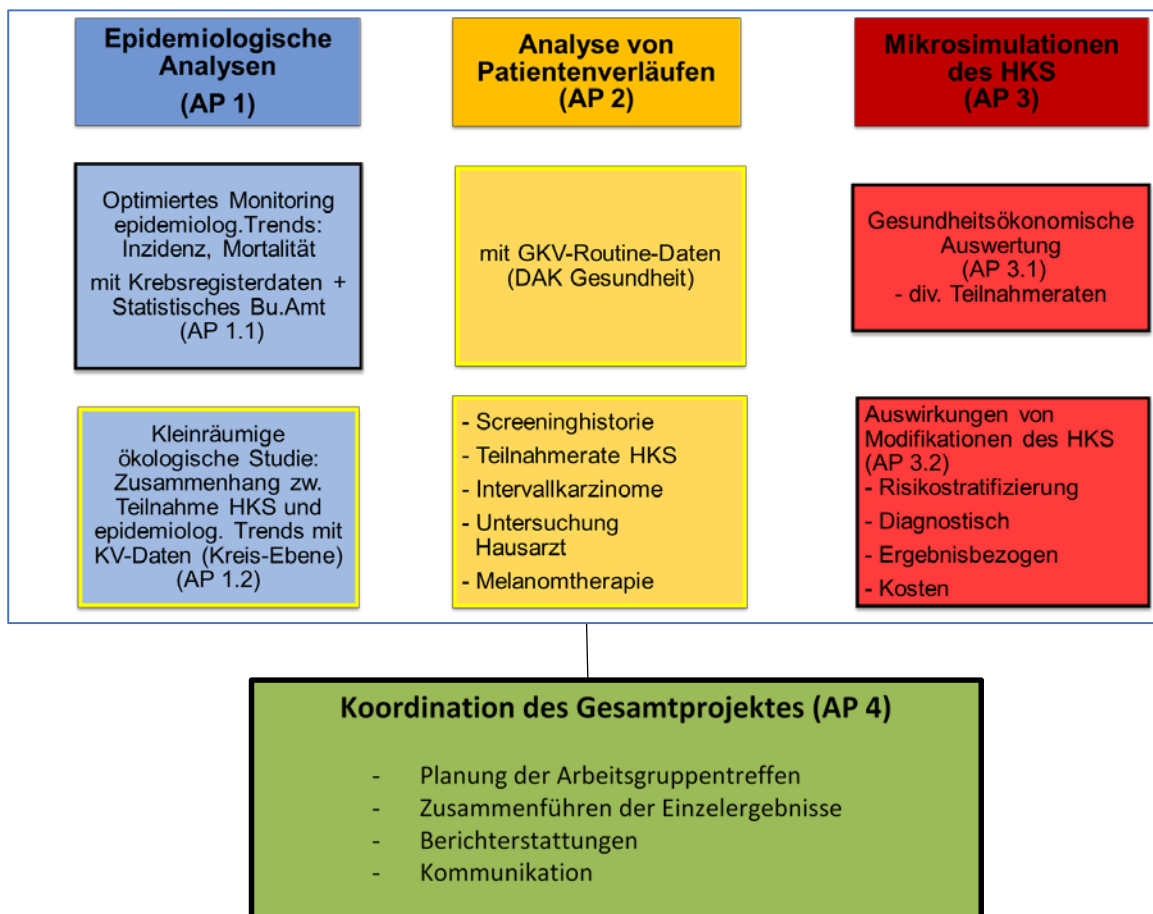 Epidemiologische
Analysen
(AP 1)
Optimiertes Monitoring
epidemiolog.Trends:
Inzidenz, Mortalität
mit Krebsregisterdaten +
Statistisches Bu.Amt
(AP 1.1)
Kleinräumige
ökologische Studie:
Zusammenhang zw.
Teilnahme HKS und
epidemiolog. Trends mit
KV-Daten (Kreis-Ebene)
(AP 1.2)
Analyse von
Patientenverläufen
(AP 2)
mit GKV-Routine-Daten
(DAK Gesundheit)
- Screeninghistorie
- Teilnahmerate HKS
- Intervallkarzinome
- Untersuchung
Hausarzt
- Melanomtherapie
Mikrosimulationen
des HKS
(AP 3)
Gesundheitsökonomische
Auswertung
(AP 3.1)
- div. Teilnahmeraten
Auswirkungen von
Modifikationen des HKS
(AP 3.2)
- Risikostratifizierung
- Diagnostisch
- Ergebnisbezogen
- Kosten
Koordination des Gesamtprojektes (AP 4)
- Planung der Arbeitsgruppentreffen
- Zusammenführen der Einzelergebnisse
- Berichterstattungen
- Kommunikation